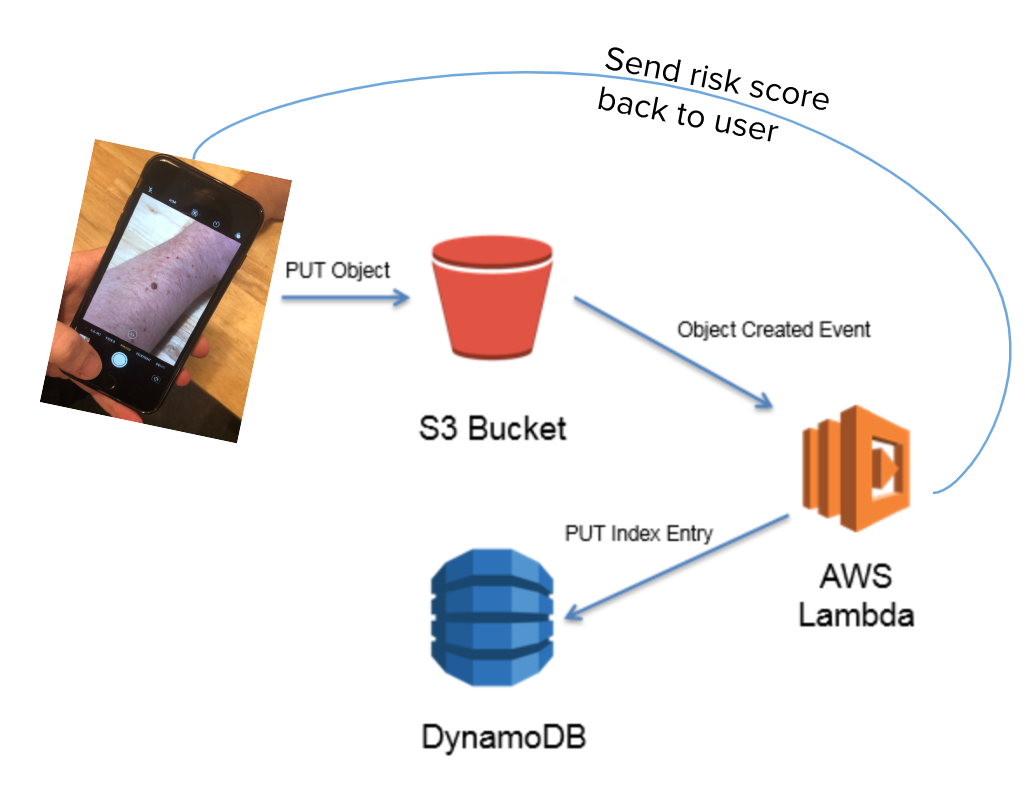 Send risk score
back to user
PUT Object
Object Created Event
S3 Bucket
PUT Index Entry
AWS
Lambda
DynamoDB